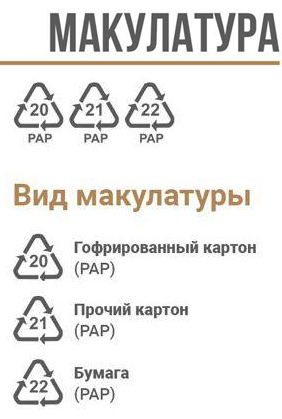 МАКУЛАТУРА
20 21 22
PAP PAP PAP
Вид макулатуры
20 Гофрированный картон
(PAP)
21 Прочий картон
(PAP)
22 Бумага
(PAP)